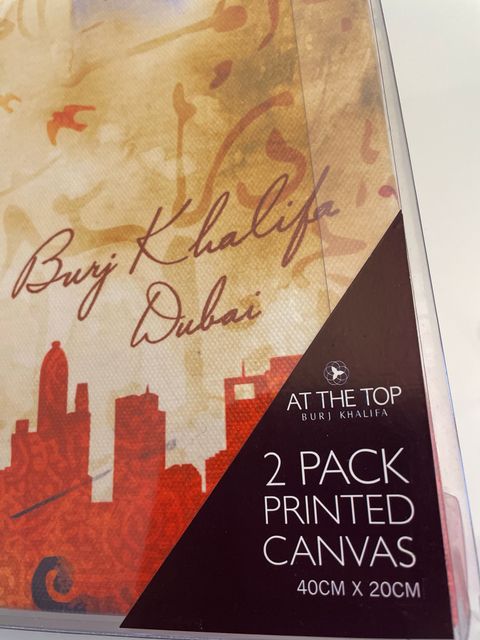 Burj Khalifa
Dubai
AT THE TOP
BURJ KHALIFA
2 PACK
PRINTED
CANVAS
40CM X 20CM